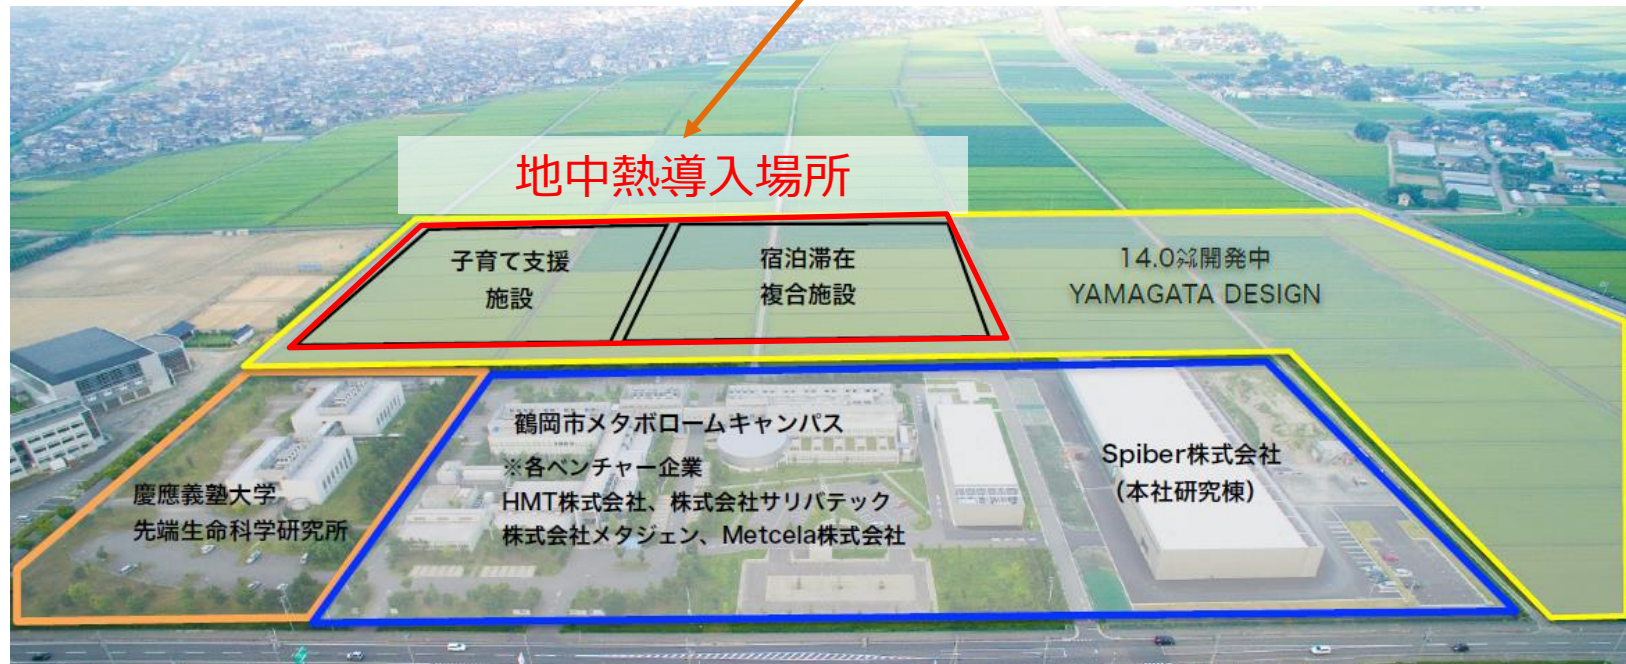 地中熱導入場所
子育て支援
施設
宿泊滞在
複合施設
14.0㌶開発中
YAMAGATA DESIGN
鶴岡市メタボロームキャンパス
※各ベンチャー企業
HMT株式会社、株式会社サリバテック
株式会社メタジェン、Metcela株式会社
Spiber株式会社
(本社研究棟)
慶應義塾大学
先端生命科学研究所